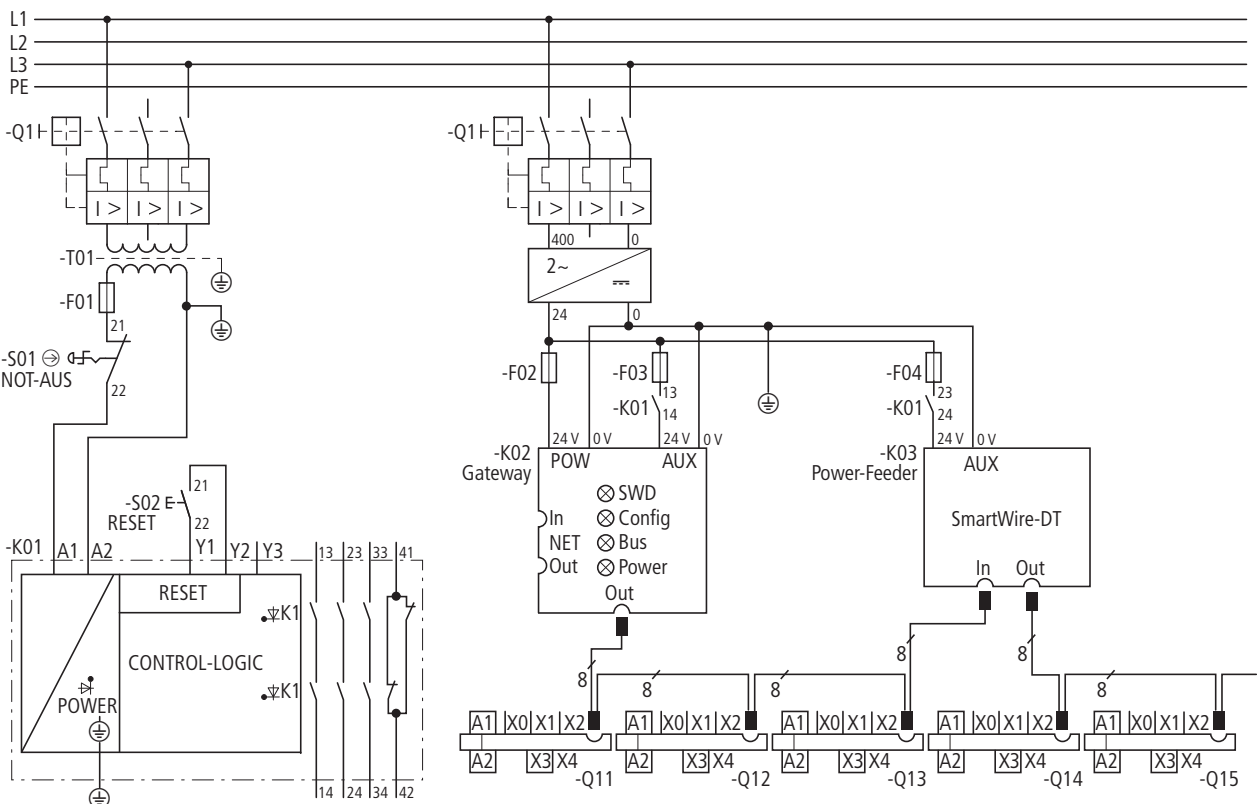 L1
L2
L3
PE
-Q1
I > I > I >
-T01
-F01
21
-S01
NOT-AUS
22
-S02
RESET
21
22
-K01 A1 A2 Y1 Y2 Y3
13 23 33 41
RESET
K1
CONTROL-LOGIC
K1
POWER
14 24 34 42
-Q1
I > I > I >
400 0
2~
24 0
-F02
-F03
13
-K01
14
-F04
23
-K01
24
24 V 0 V
24 V 0 V
-K02
Gateway
POW AUX
SWD
In Config
NET Bus
Out Power
Out
24 V 0 V
-K03
Power-Feeder
AUX
SmartWire-DT
In Out
8
8
8
8
8
8
A1 X0 X1 X2
A2 X3 X4
-Q11
A1 X0 X1 X2
A2 X3 X4
-Q12
A1 X0 X1 X2
A2 X3 X4
-Q13
A1 X0 X1 X2
A2 X3 X4
-Q14
A1 X0 X1 X2
A2 X3 X4
-Q15